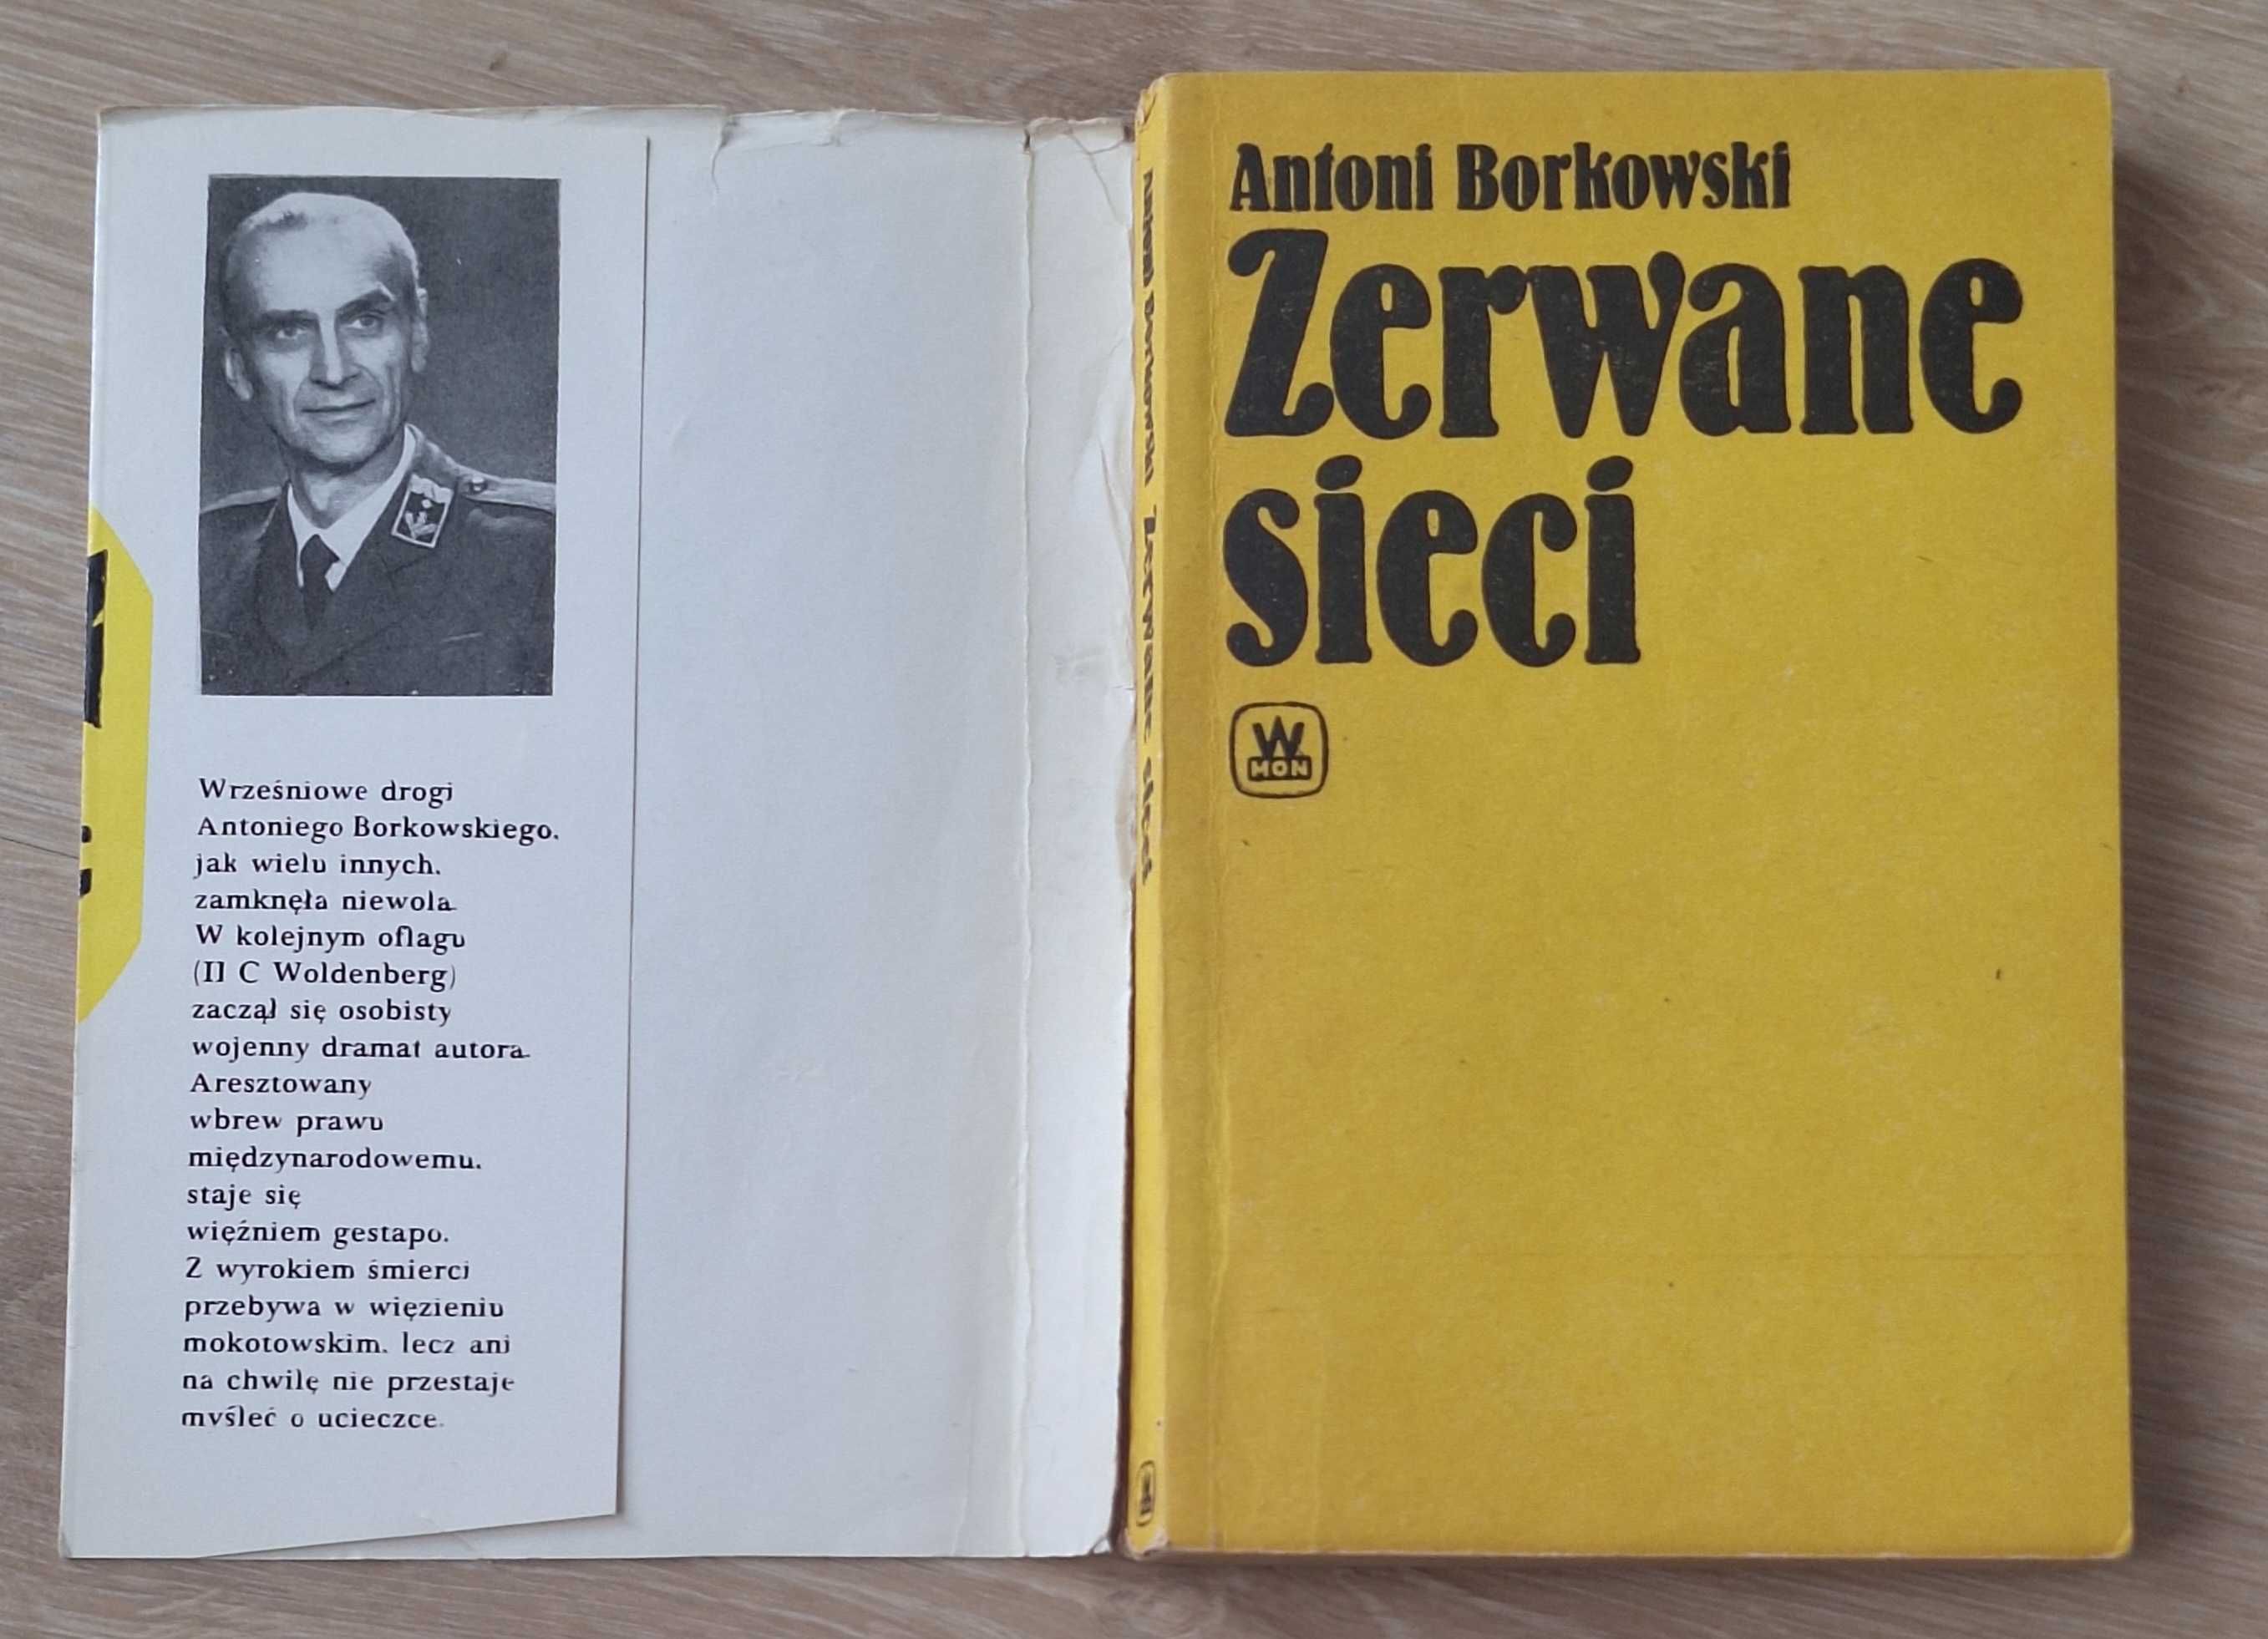 Wrześniowe drogi
Antoniego Borkowskiego,
jak wielu innych,
zamknęła niewola.
W kolejnym oflagu
(II C Woldenberg)
zaczął się osobisty
wojenny dramat autora.
Aresztowany
wbrew prawu
międzynarodowemu,
staje się
więźniem gestapo.
Z wyrokiem śmierci
przebywa w więzieniu
mokotowskim, lecz ani
na chwilę nie przestaje
myśleć o ucieczce.
Antoni Borkowski Zerwane sieci
Antoni Borkowski
Zerwane
sieci
W
MON